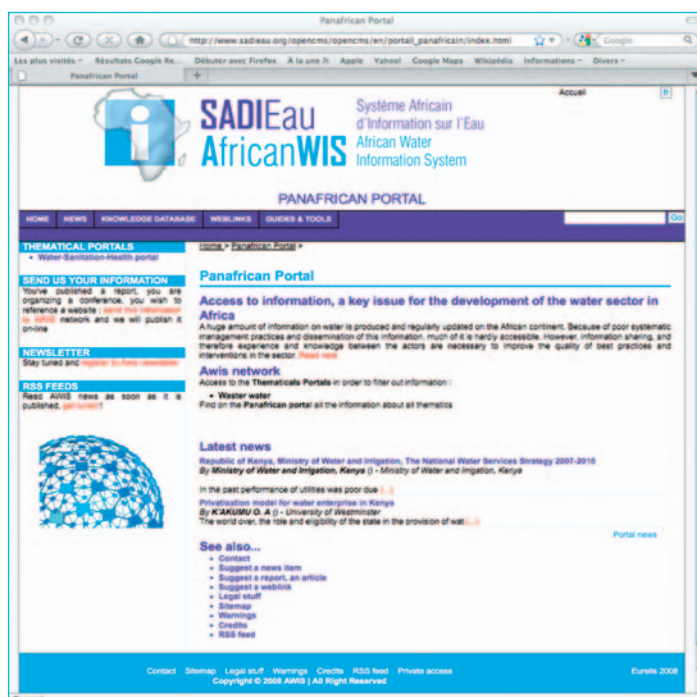 Panafrican Portal
http://www.sadieau.org/opencms/opencms/en/portail_panafricain/index.html
Google
Les plus visités
Résultats Google Re...
Débuter avec Firefox
À la une
Apple
Yahoo!
Google Maps
Wikipédia
Informations
Divers
Panafrican Portal
+
Accueil
fr
SADIEau
AfricanWIS
Système Africain
d'Information sur l'Eau
African Water
Information System
PANAFRICAN PORTAL
HOME
NEWS
KNOWLEDGE DATABASE
WEBLINKS
GUIDES & TOOLS
Go
THEMATICAL PORTALS
• Water-Sanitation-Health portal
SEND US YOUR INFORMATION
You've published a report, you are
organizing a conference, you wish to
reference a website : send this information
to AWIS network and we will publish it
on-line
NEWSLETTER
Stay tuned and register to Awis newsletter
RSS FEEDS
Read AWIS news as soon as it is
published, get tuned !
Home > Panafrican Portal >
Panafrican Portal
Access to information, a key issue for the development of the water sector in
Africa
A huge amount of information on water is produced and regularly updated on the African continent. Because of poor systematic
management practices and dissemination of this information, much of it is hardly accessible. However, information sharing, and
therefore experience and knowledge between the actors are necessary to improve the quality of best practices and
interventions in the sector. Read next
Awis network
Access to the Thematicals Portals in order to filter out information :
• Waster water
Find on the Panafrican portal all the information about all thematics
Latest news
Republic of Kenya, Ministry of Water and Irrigation, The National Water Services Strategy 2007-2015
By Ministry of Water and Irrigation, Kenya () - Ministry of Water and Irrigation, Kenya
In the past performance of utilities was poor due [...]
Privatisation model for water enterprise in Kenya
By K'AKUMU O. A () - University of Westminster
The world over, the role and eligibility of the state in the provision of wat [...]
Portal news
See also...
• Contact
• Suggest a news item
• Suggest a report, an article
• Suggest a weblink
• Legal stuff
• Sitemap
• Warnings
• Credits
• RSS feed
Contact Sitemap Legal stuff Warnings Credits RSS feed Private access
Copyright © 2008 AWIS | All Right Reserved
Eurelis 2008